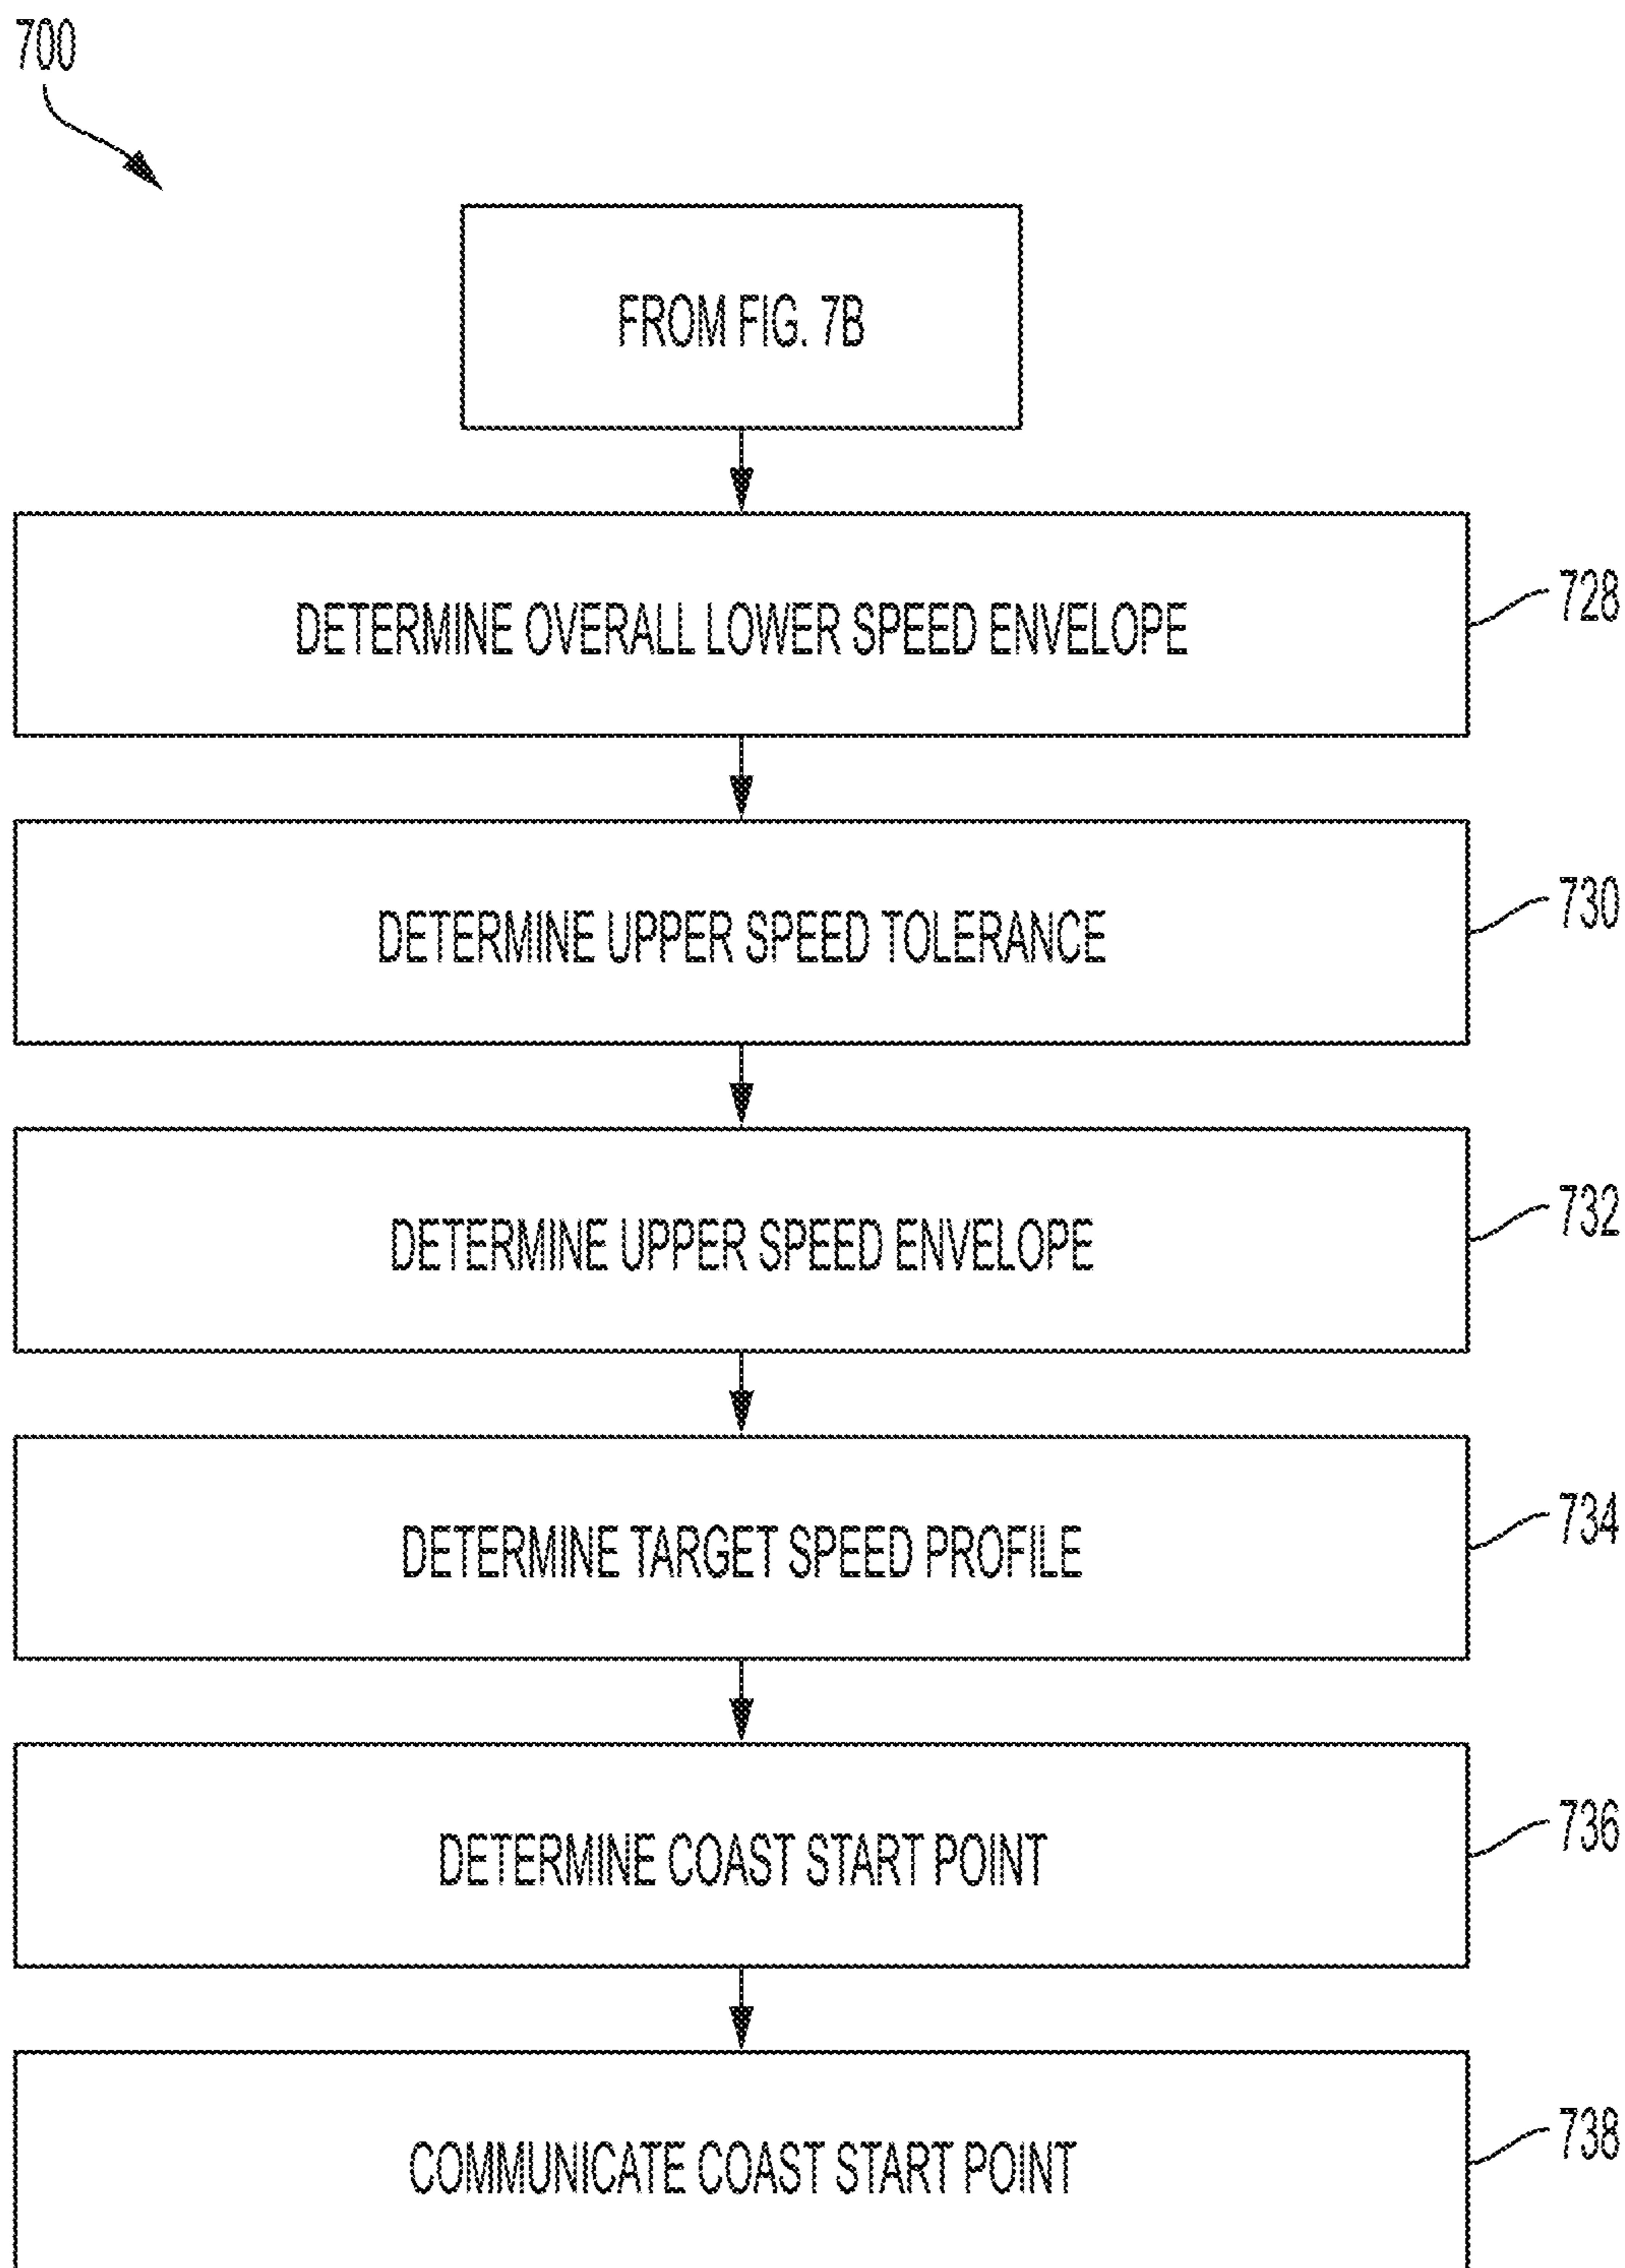 700
FROM FIG. 7B
DETERMINE OVERALL LOWER SPEED ENVELOPE
728
DETERMINE UPPER SPEED TOLERANCE
730
DETERMINE UPPER SPEED ENVELOPE
732
DETERMINE TARGET SPEED PROFILE
734
DETERMINE COAST START POINT
736
COMMUNICATE COAST START POINT
738